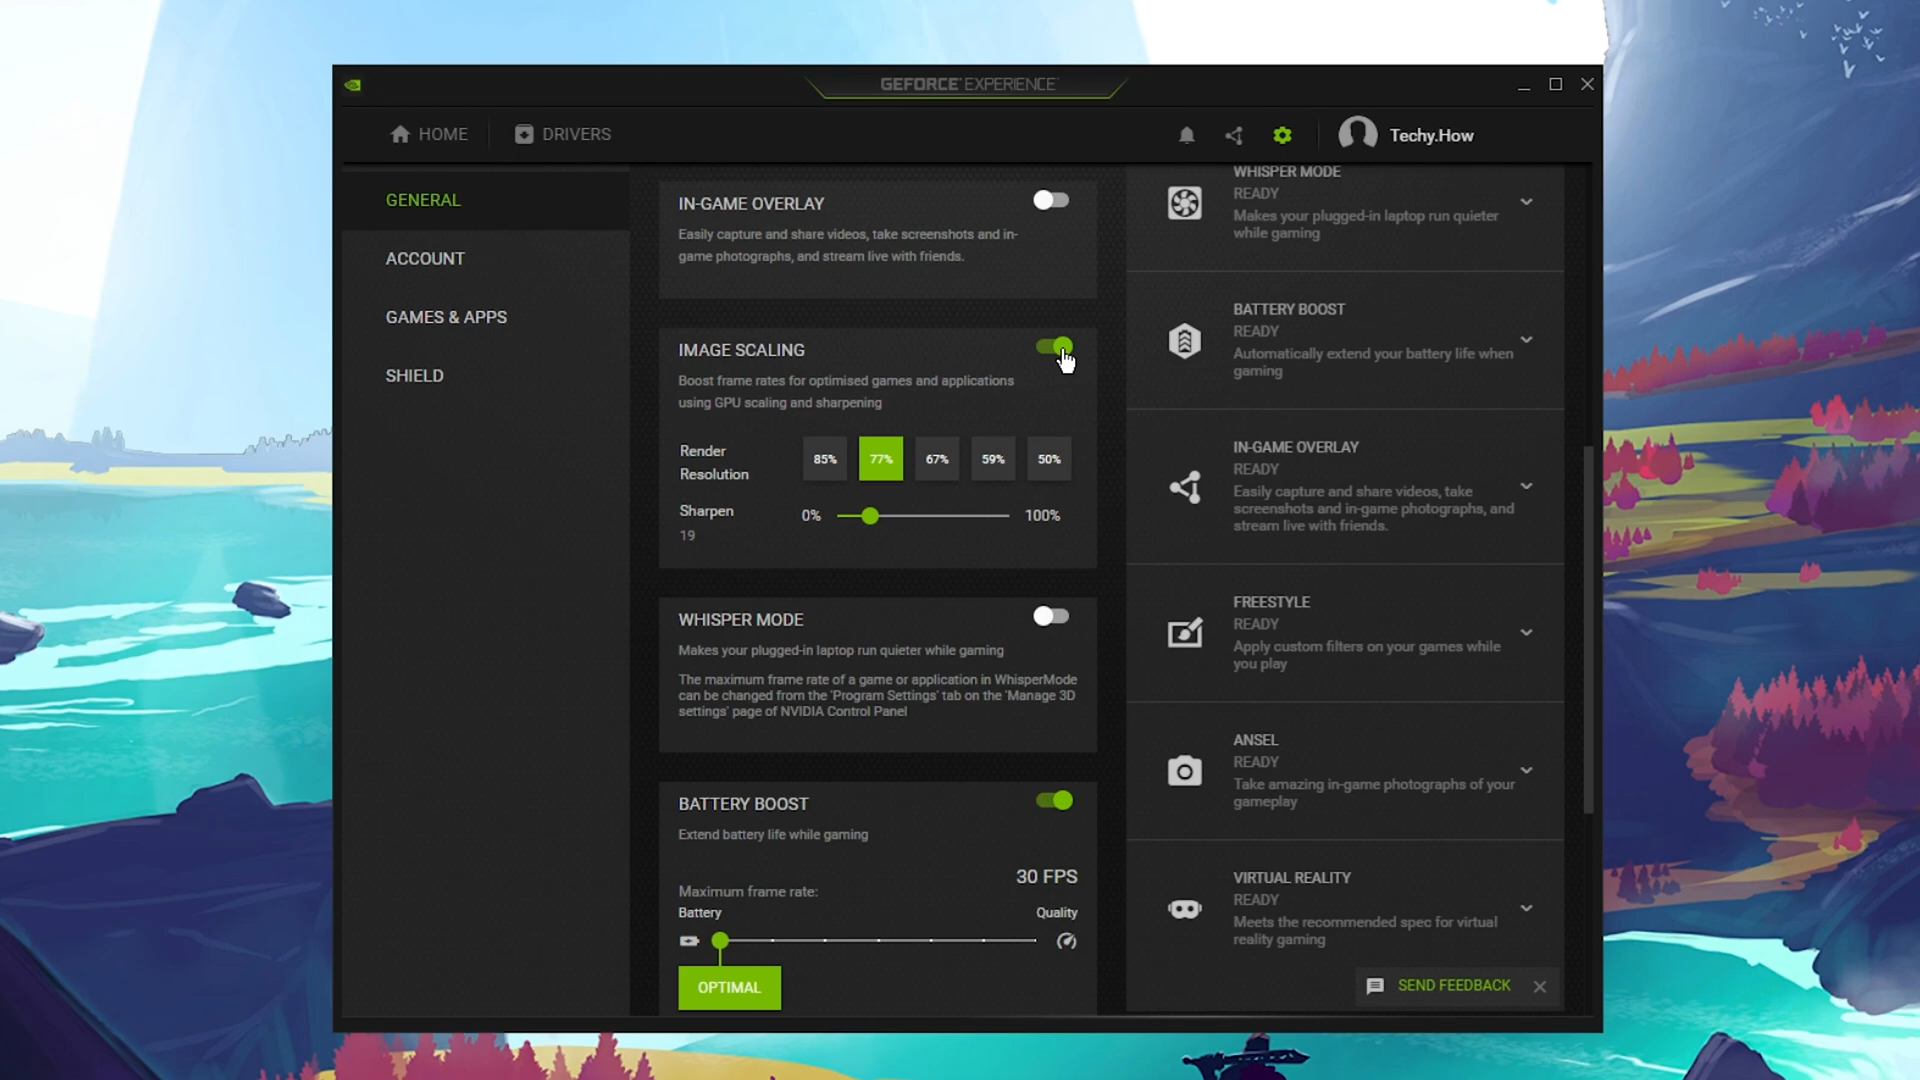 GEFORCE EXPERIENCE
HOME
DRIVERS
Techy.How
GENERAL
ACCOUNT
GAMES & APPS
SHIELD
IN-GAME OVERLAY
Easily capture and share videos, take screenshots and in-
game photographs, and stream live with friends.
IMAGE SCALING
Boost frame rates for optimised games and applications
using GPU scaling and sharpening
Render
Resolution
85%
77%
67%
59%
50%
Sharpen
19
0%
100%
WHISPER MODE
Makes your plugged-in laptop run quieter while gaming
The maximum frame rate of a game or application in WhisperMode
can be changed from the 'Program Settings' tab on the 'Manage 3D
settings' page of NVIDIA Control Panel
BATTERY BOOST
Extend battery life while gaming
30 FPS
Maximum frame rate:
Battery
Quality
OPTIMAL
WHISPER MODE
READY
Makes your plugged-in laptop run quieter
while gaming
BATTERY BOOST
READY
Automatically extend your battery life when
gaming
IN-GAME OVERLAY
READY
Easily capture and share videos, take
screenshots and in-game photographs, and
stream live with friends.
FREESTYLE
READY
Apply custom filters on your games while
you play
ANSEL
READY
Take amazing in-game photographs of your
gameplay
VIRTUAL REALITY
READY
Meets the recommended spec for virtual
reality gaming
SEND FEEDBACK